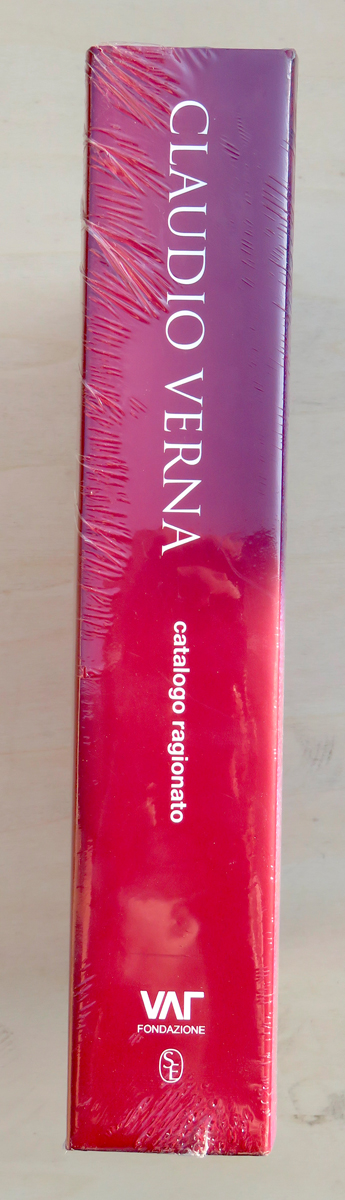 CLAUDIO VERNA
catalogo ragionato
VAF
FONDAZIONE
SE